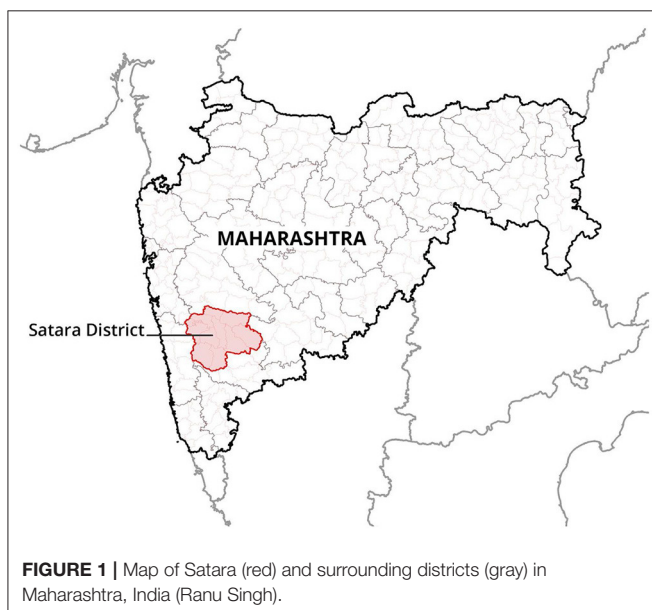 MAHARASHTRA
Satara District
FIGURE 1 | Map of Satara (red) and surrounding districts (gray) in
Maharashtra, India (Ranu Singh).